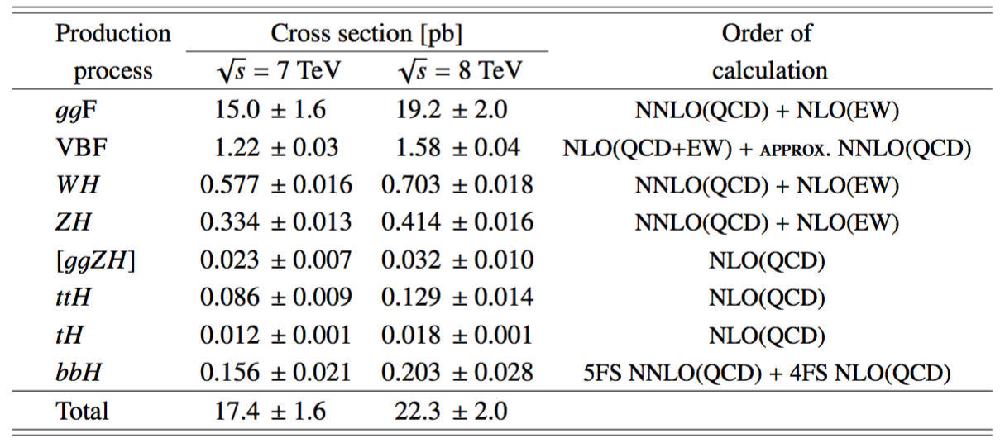 Production Cross section [pb] Order of
process √s = 7 TeV √s = 8 TeV calculation
ggF 15.0 ± 1.6 19.2 ± 2.0 NNLO(QCD) + NLO(EW)
VBF 1.22 ± 0.03 1.58 ± 0.04 NLO(QCD+EW) + APPROX. NNLO(QCD)
WH 0.577 ± 0.016 0.703 ± 0.018 NNLO(QCD) + NLO(EW)
ZH 0.334 ± 0.013 0.414 ± 0.016 NNLO(QCD) + NLO(EW)
[ggZH] 0.023 ± 0.007 0.032 ± 0.010 NLO(QCD)
ttH 0.086 ± 0.009 0.129 ± 0.014 NLO(QCD)
tH 0.012 ± 0.001 0.018 ± 0.001 NLO(QCD)
bbH 0.156 ± 0.021 0.203 ± 0.028 5FS NNLO(QCD) + 4FS NLO(QCD)
Total 17.4 ± 1.6 22.3 ± 2.0